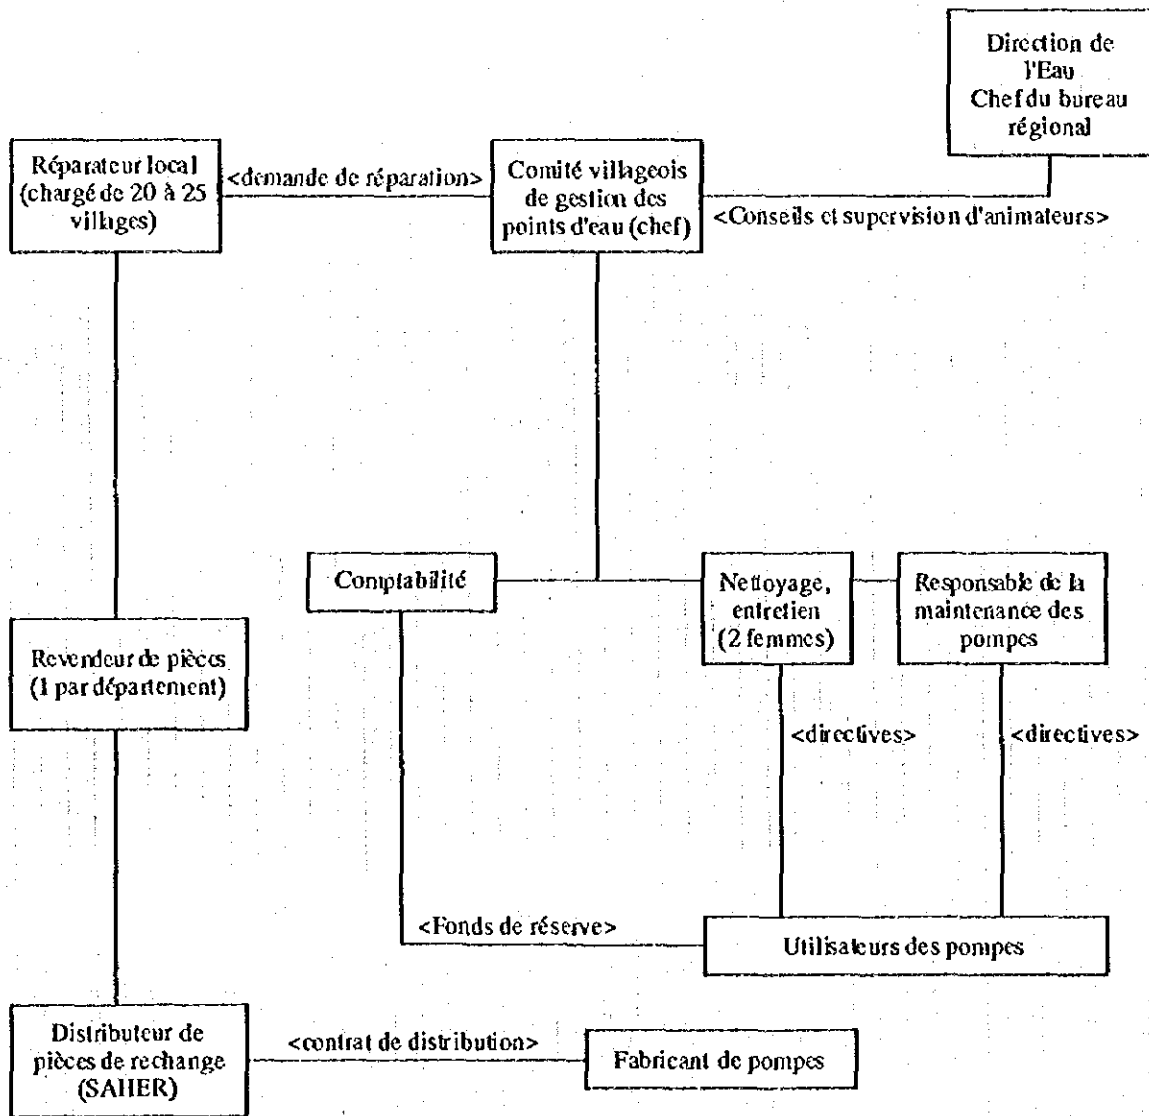 Direction de
l'Eau
Chef du bureau
régional
Réparateur local
(chargé de 20 à 25
villages)
<demande de réparation>
Comité villageois
de gestion des
points d'eau (chef)
<Conseils et supervision d'animateurs>
Comptabilité
Nettoyage,
entretien
(2 femmes)
Responsable de la
maintenance des
pompes
Revendeur de pièces
(1 par département)
<directives>
<directives>
<Fonds de réserve>
Utilisateurs des pompes
Distributeur de
pièces de rechange
(SAHER)
<contrat de distribution>
Fabricant de pompes